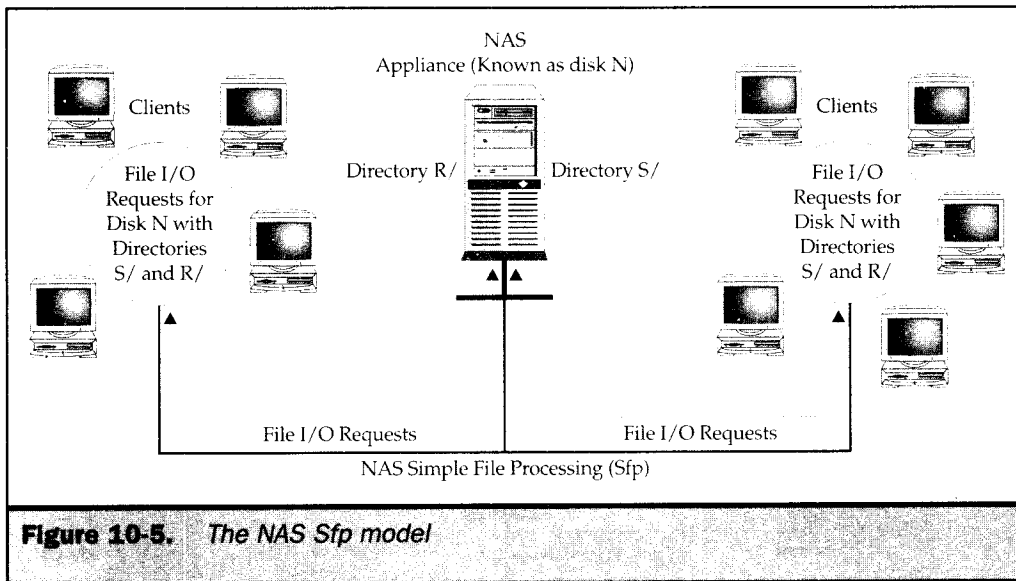 NAS
Appliance (Known as disk N)
Clients
File I/O
Requests for
Disk N with
Directories
S/ and R/
Directory R/
Directory S/
Clients
File I/O
Requests for
Disk N with
Directories
S/ and R/
File I/O Requests
File I/O Requests
NAS Simple File Processing (Sfp)
Figure 10-5. The NAS Sfp model